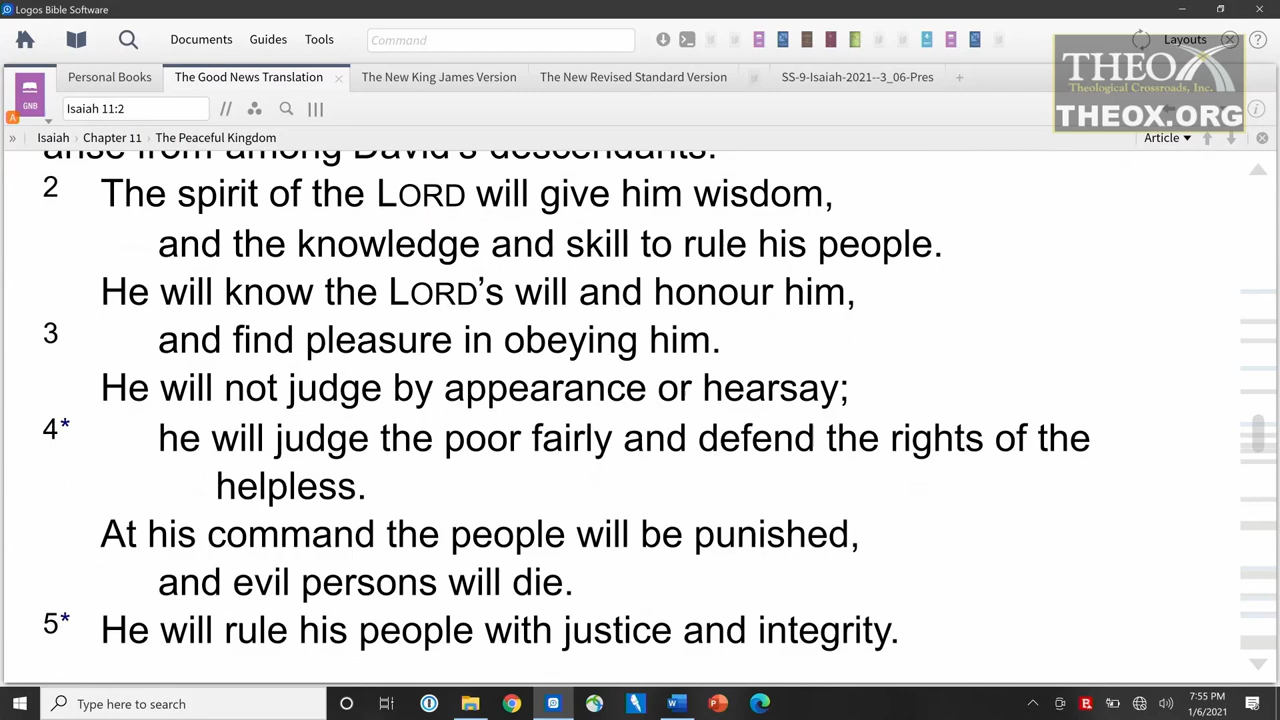 Logos Bible Software
Documents Guides Tools Command Layouts
Personal Books The Good News Translation The New King James Version The New Revised Standard Version SS-9-Isaiah-2021--3_06-Pres
GNB
A
Isaiah 11:2
THEOX
Theological Crossroads, Inc.
THEOX.ORG
» Isaiah › Chapter 11 › The Peaceful Kingdom Article
arise from among David's descendants.
2 The spirit of the LORD will give him wisdom,
and the knowledge and skill to rule his people.
He will know the LORD’s will and honour him,
3 and find pleasure in obeying him.
He will not judge by appearance or hearsay;
4* he will judge the poor fairly and defend the rights of the
helpless.
At his command the people will be punished,
and evil persons will die.
5* He will rule his people with justice and integrity.
Type here to search
7:55 PM
1/6/2021